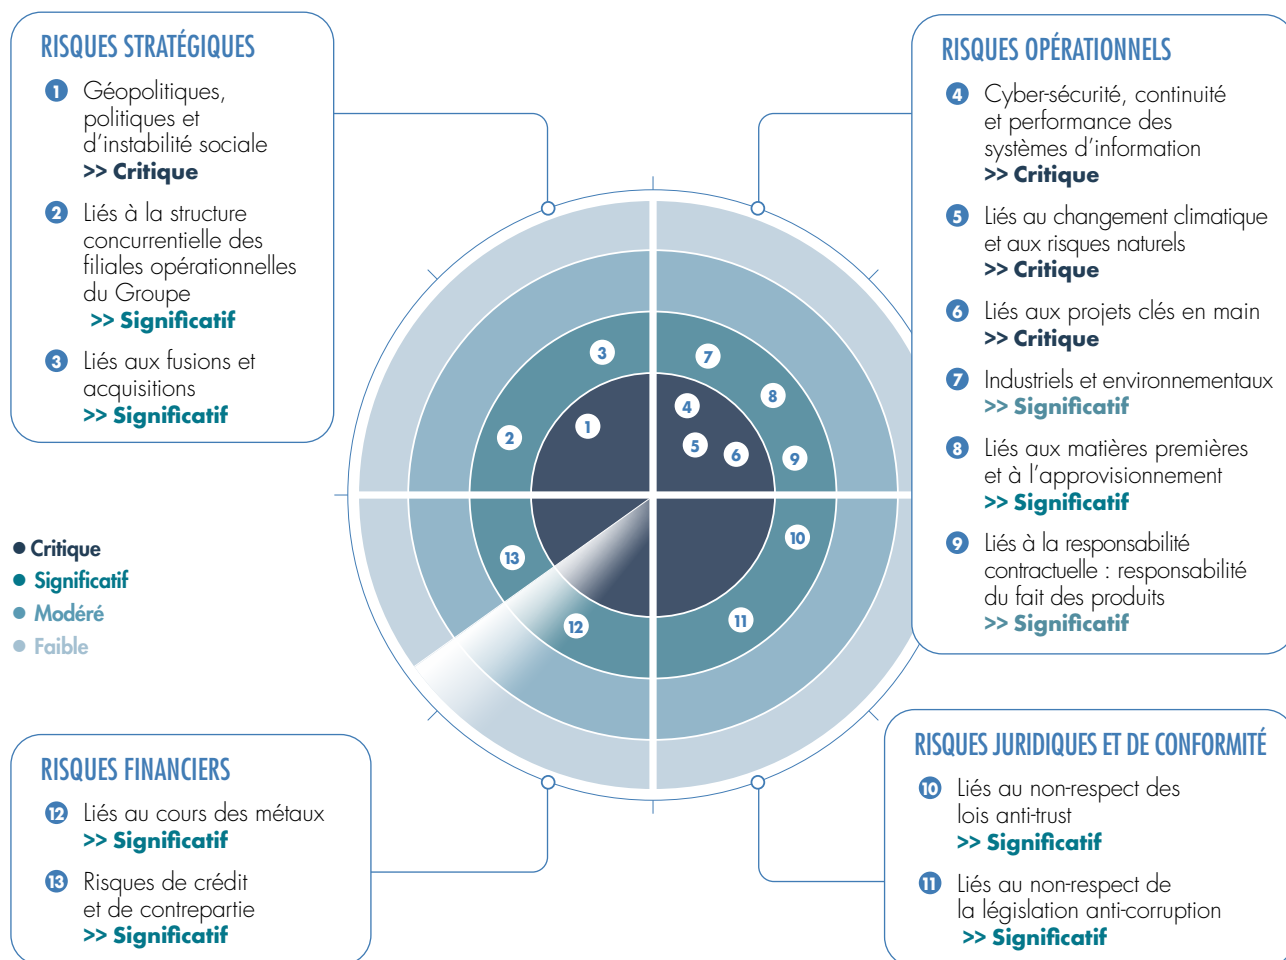 RISQUES STRATÉGIQUES
1 Géopolitiques,
politiques et
d'instabilité sociale
>> Critique
2 Liés à la structure
concurrentielle des
filiales opérationnelles
du Groupe
>> Significatif
3 Liés aux fusions et
acquisitions
>> Significatif
RISQUES OPÉRATIONNELS
4 Cyber-sécurité, continuité
et performance des
systèmes d'information
>> Critique
5 Liés au changement climatique
et aux risques naturels
>> Critique
6 Liés aux projets clés en main
>> Critique
7 Industriels et environnementaux
>> Significatif
8 Liés aux matières premières
et à l'approvisionnement
>> Significatif
9 Liés à la responsabilité
contractuelle : responsabilité
du fait des produits
>> Significatif
3
7
8
4
1
2
5
6
9
10
13
12
11
Critique
Significatif
Modéré
Faible
RISQUES FINANCIERS
12 Liés au cours des métaux
>> Significatif
13 Risques de crédit
et de contrepartie
>> Significatif
RISQUES JURIDIQUES ET DE CONFORMITÉ
10 Liés au non-respect des
lois anti-trust
>> Significatif
11 Liés au non-respect de
la législation anti-corruption
>> Significatif